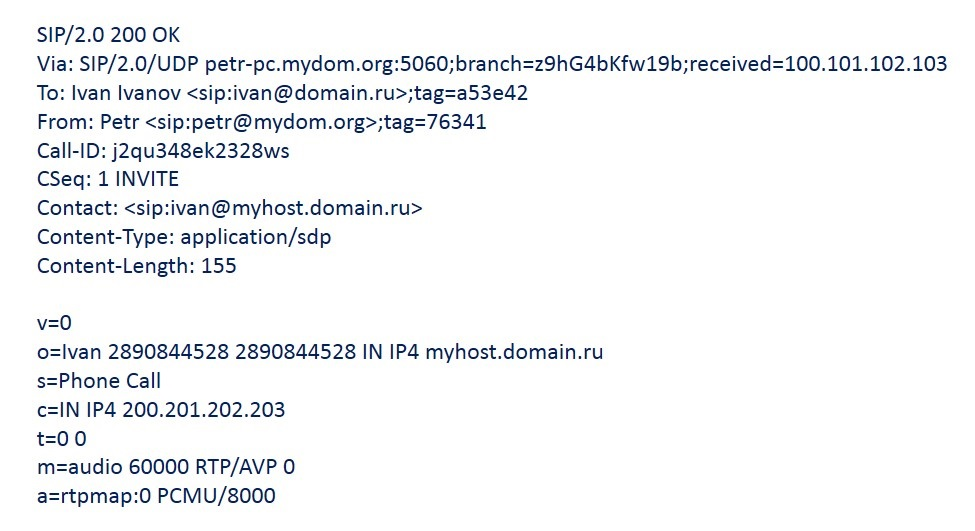 SIP/2.0 200 OK
Via: SIP/2.0/UDP petr-pc.mydom.org:5060;branch=z9hG4bKfw19b;received=100.101.102.103
To: Ivan Ivanov <sip:ivan@domain.ru>;tag=a53e42
From: Petr <sip:petr@mydom.org>;tag=76341
Call-ID: j2qu348ek2328ws
CSeq: 1 INVITE
Contact: <sip:ivan@myhost.domain.ru>
Content-Type: application/sdp
Content-Length: 155

v=0
o=Ivan 2890844528 2890844528 IN IP4 myhost.domain.ru
s=Phone Call
c=IN IP4 200.201.202.203
t=0 0
m=audio 60000 RTP/AVP 0
a=rtpmap:0 PCMU/8000